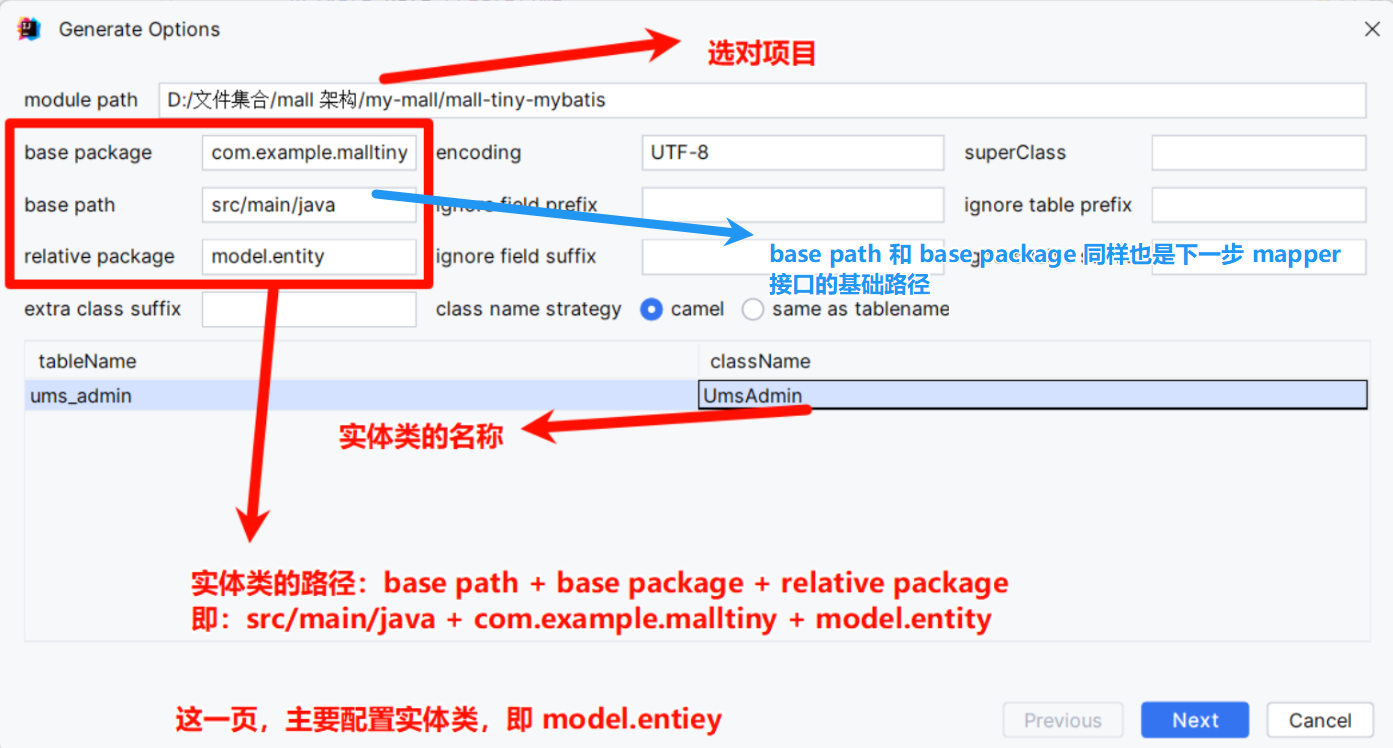 Generate Options
选对项目
module path D:/文件集合/mall 架构/my-mall/mall-tiny-mybatis
base package com.example.malltiny encoding UTF-8 superClass
base path src/main/java ignore field prefix ignore table prefix
relative package model.entity ignore field suffix
base path 和 base package 同样也是下一步 mapper
接口的基础路径
extra class suffix class name strategy camel same as tablename
tableName className
ums_admin UmsAdmin
实体类的名称
实体类的路径：base path + base package + relative package
即：src/main/java + com.example.malltiny + model.entity
这一页，主要配置实体类，即 model.entiey
Previous Next Cancel